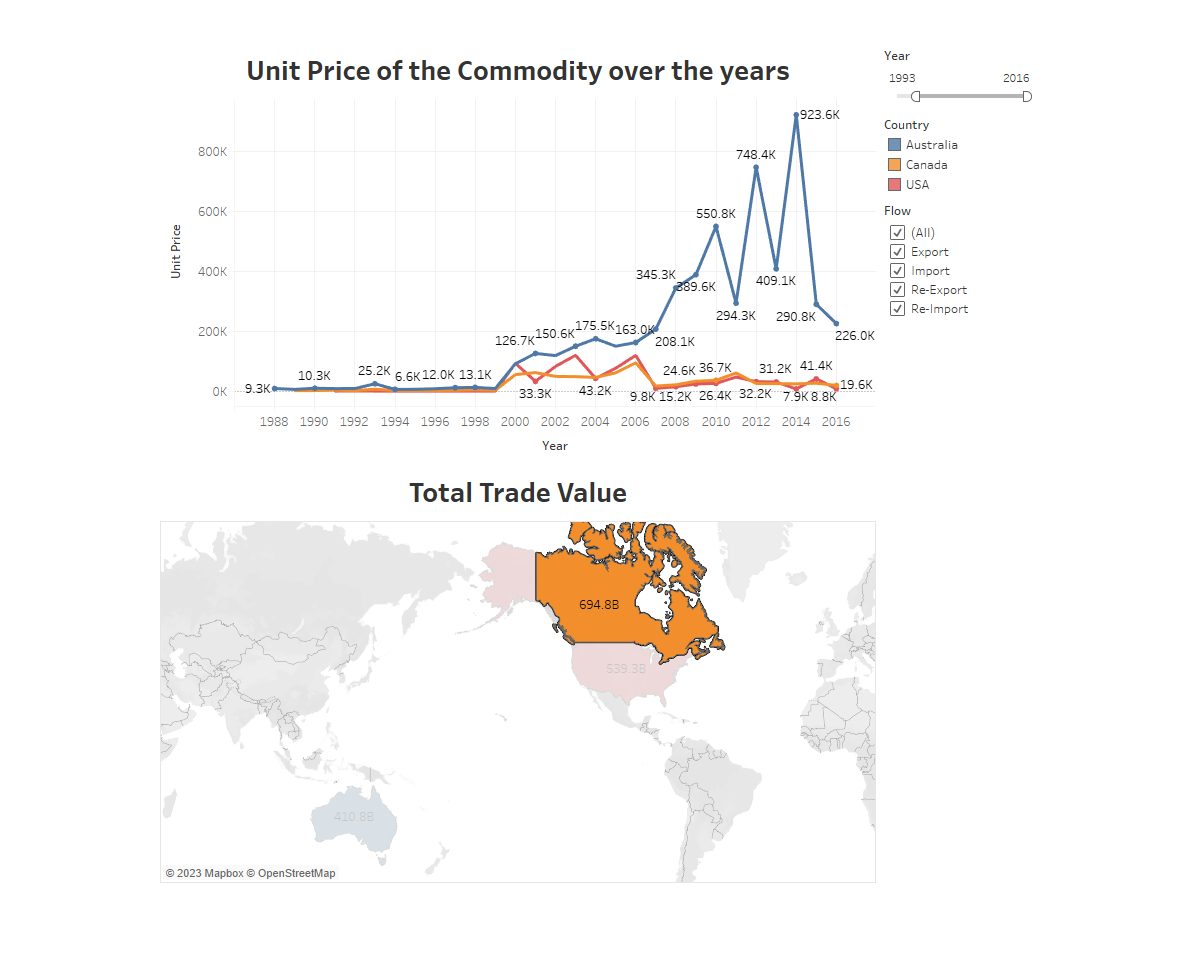 Unit Price of the Commodity over the years
Unit Price
800K
600K
400K
200K
0K
9.3K
10.3K
25.2K
6.6K
12.0K
13.1K
126.7K
150.6K
175.5K
163.0K
208.1K
345.3K
389.6K
550.8K
294.3K
748.4K
409.1K
923.6K
290.8K
226.0K
33.3K
43.2K
9.8K
15.2K
24.6K
26.4K
36.7K
32.2K
31.2K
7.9K
41.4K
8.8K
19.6K
1988 1990 1992 1994 1996 1998 2000 2002 2004 2006 2008 2010 2012 2014 2016
Year
Year
1993 2016
Country
Australia
Canada
USA
Flow
(All)
Export
Import
Re-Export
Re-Import
Total Trade Value
694.8B
539.3B
410.8B
© 2023 Mapbox © OpenStreetMap